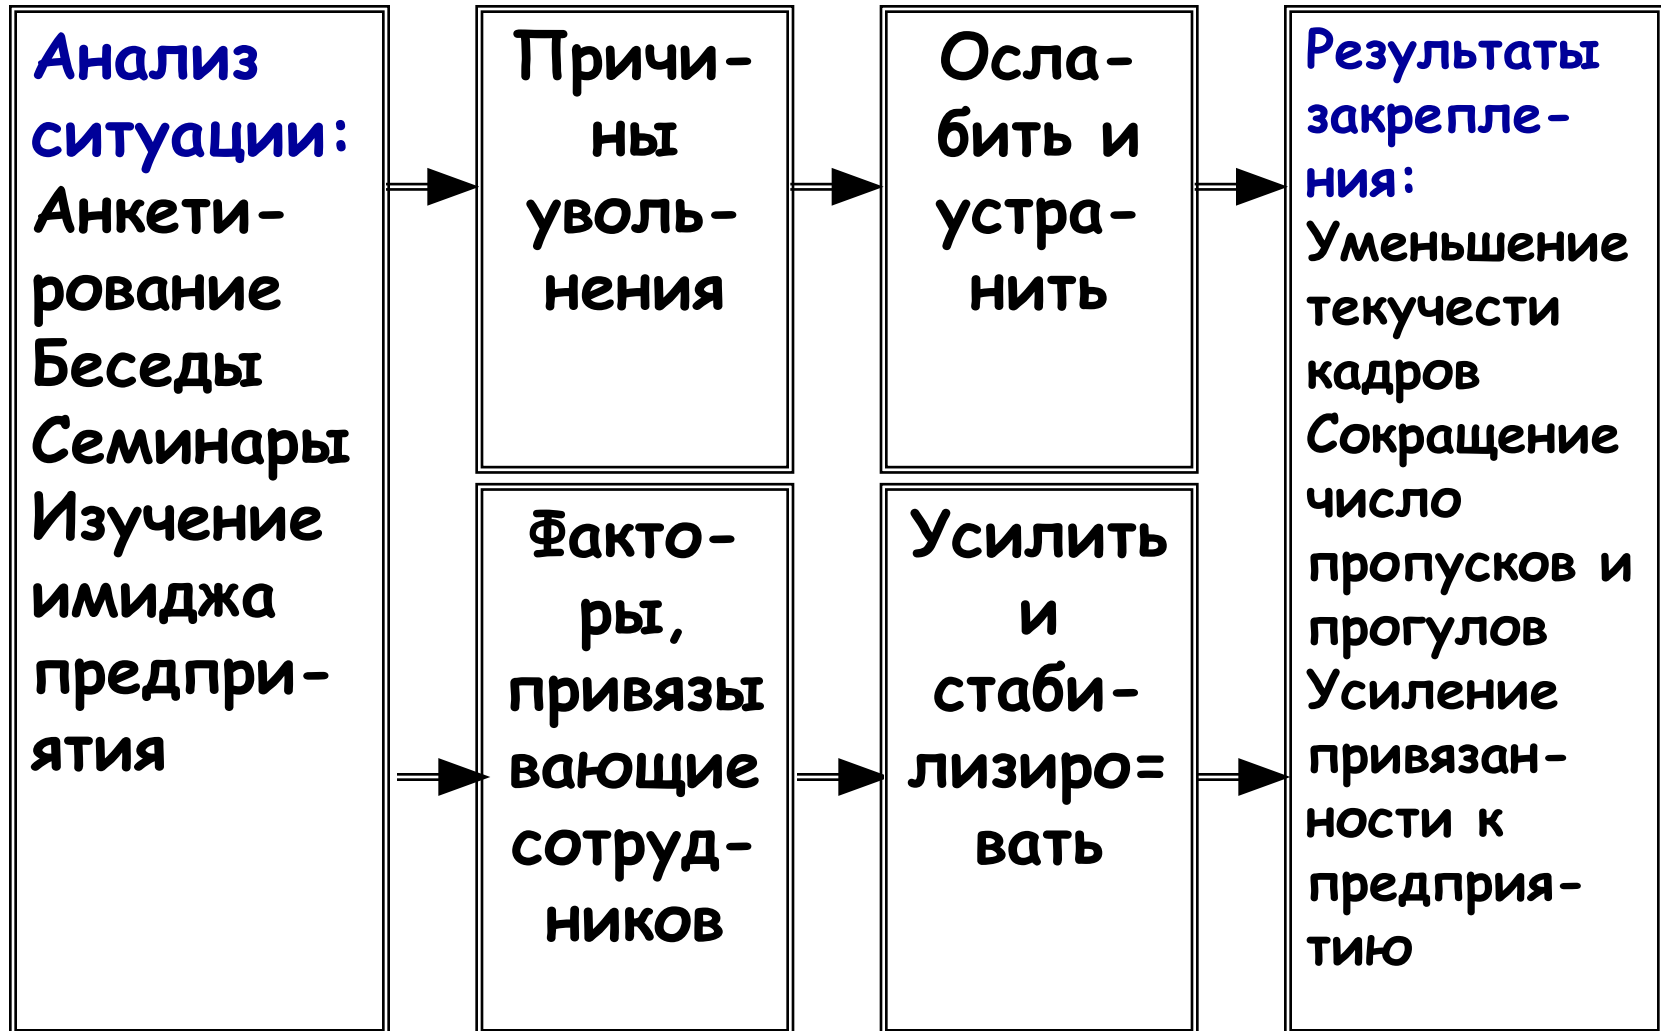 Анализ
ситуации:
Анкети-
рование
Беседы
Семинары
Изучение
имиджа
предпри-
ятия
Причи-
ны
уволь-
нения
Осла-
бить и
устра-
нить
Факто-
ры,
привязы
вающие
сотруд-
ников
Усилить
и
стаби-
лизиро=
вать
Результаты
закрепле-
ния:
Уменьшение
текучести
кадров
Сокращение
число
пропусков и
прогулов
Усиление
привязан-
ности к
предприя-
тию